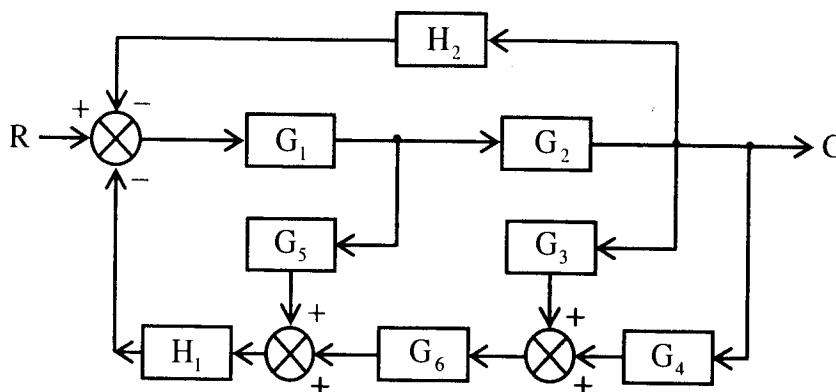 H₂
+ −
R G₁ G₂ C
−
G₅ G₃
+ +
H₁ G₆ G₄
+ +